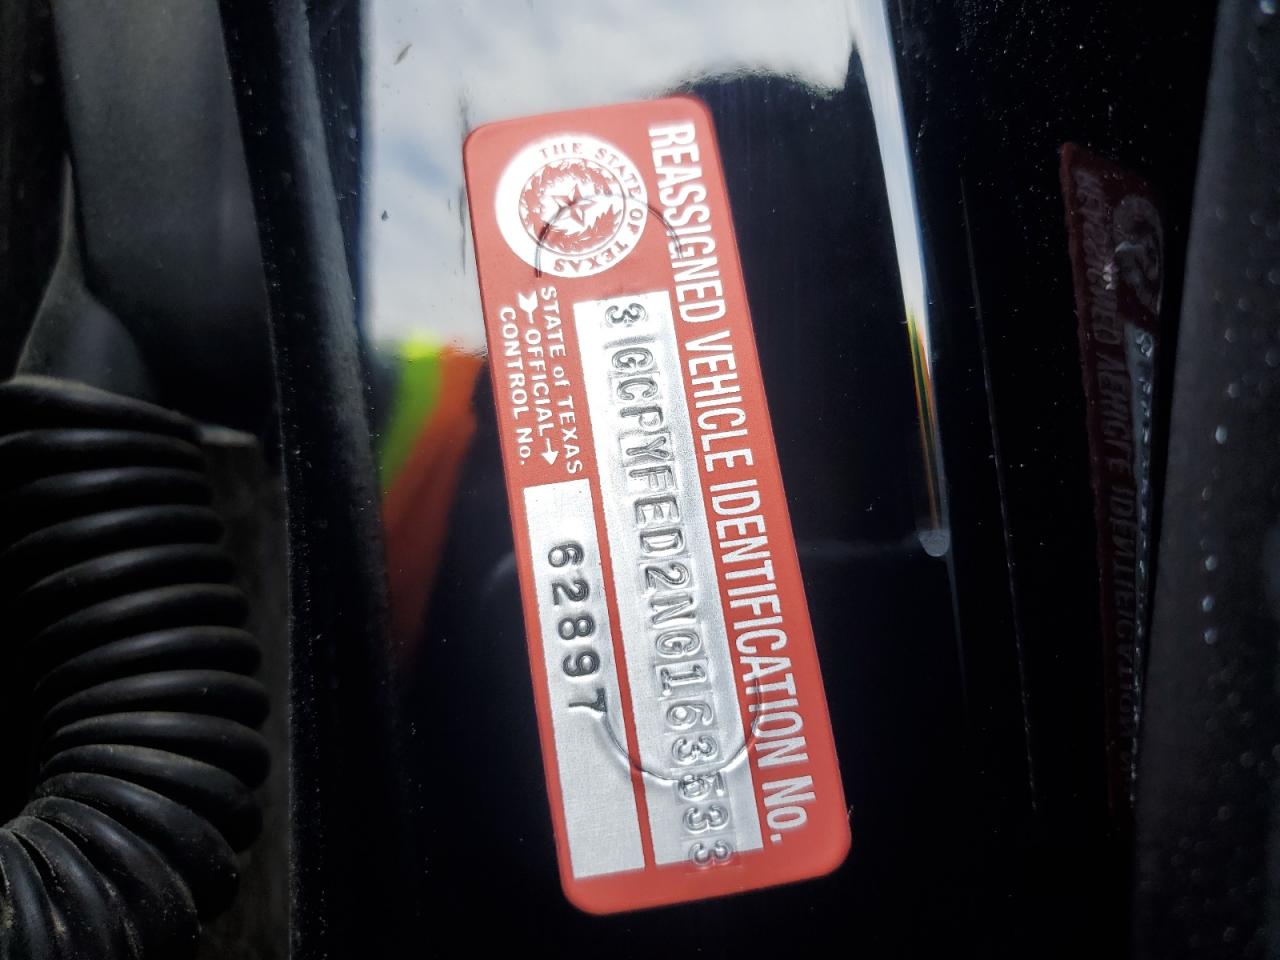 REASSIGNED VEHICLE IDENTIFICATION No.
THE STATE OF TEXAS
3GCPYFED2NG163533
STATE of TEXAS
OFFICIAL
CONTROL No.
62897